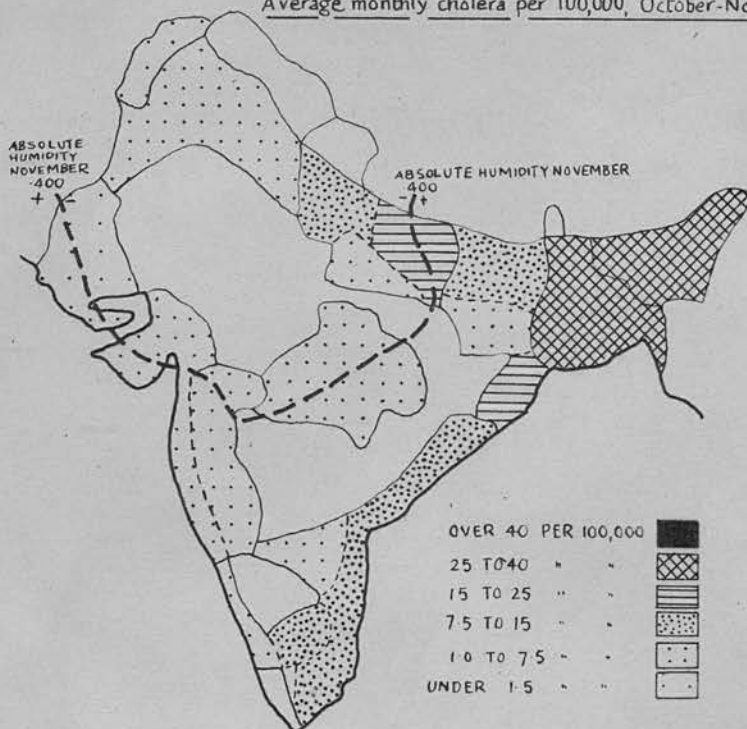 Average monthly cholera per 100,000, October-No
ABSOLUTE
HUMIDITY
NOVEMBER
·400
+ -
ABSOLUTE HUMIDITY NOVEMBER
·400
- +
OVER 40 PER 100,000
25 TO 40 " "
15 TO 25 " "
7·5 TO 15 " "
1·0 TO 7·5 " "
UNDER 1·5 " "